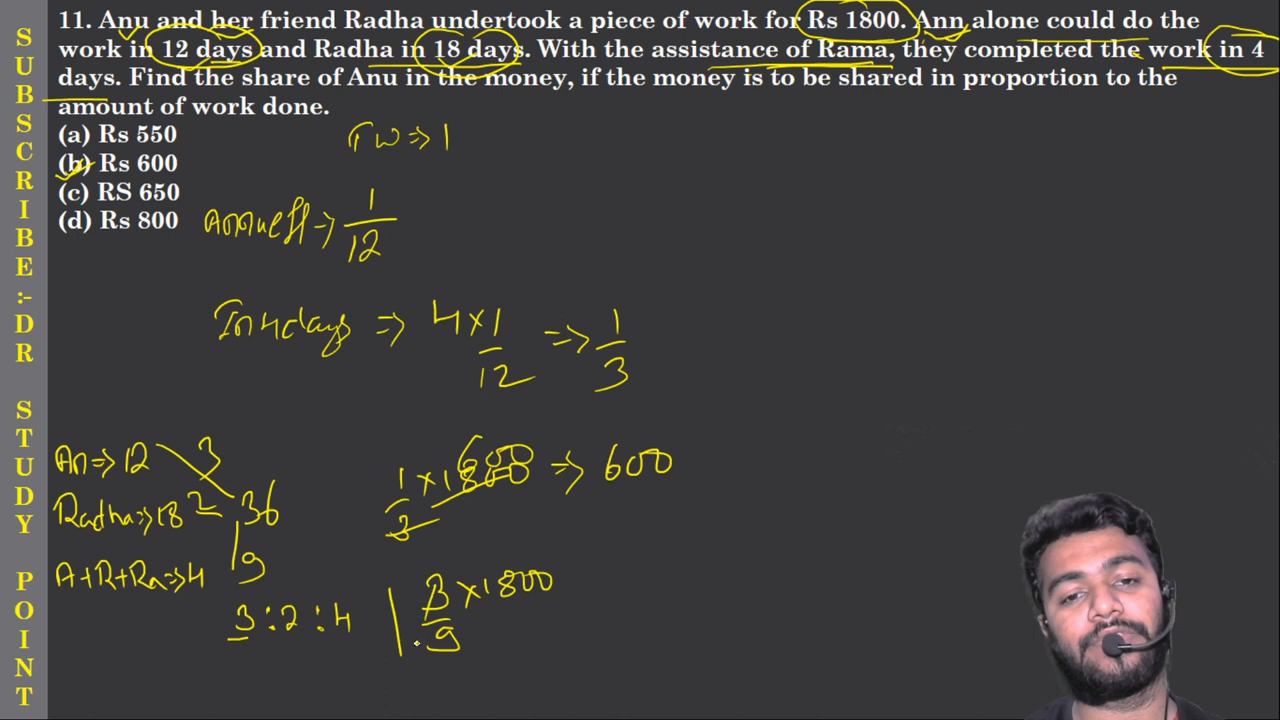 SUBSCRIBE:-DR STUDY POINT
11. Anu and her friend Radha undertook a piece of work for Rs 1800. Ann alone could do the
work in 12 days and Radha in 18 days. With the assistance of Rama, they completed the work in 4
days. Find the share of Anu in the money, if the money is to be shared in proportion to the
amount of work done.
(a) Rs 550
(b) Rs 600
(c) RS 650
(d) Rs 800
TW => 1
eff => 1/12
In 4 days => 4 × 1/12 => 1/3
An => 12 3
Radha => 18 2 36
A+R+Ra => 4 9
3 : 2 : 4
1/3 × 1800 600 => 600
3/9 × 1800